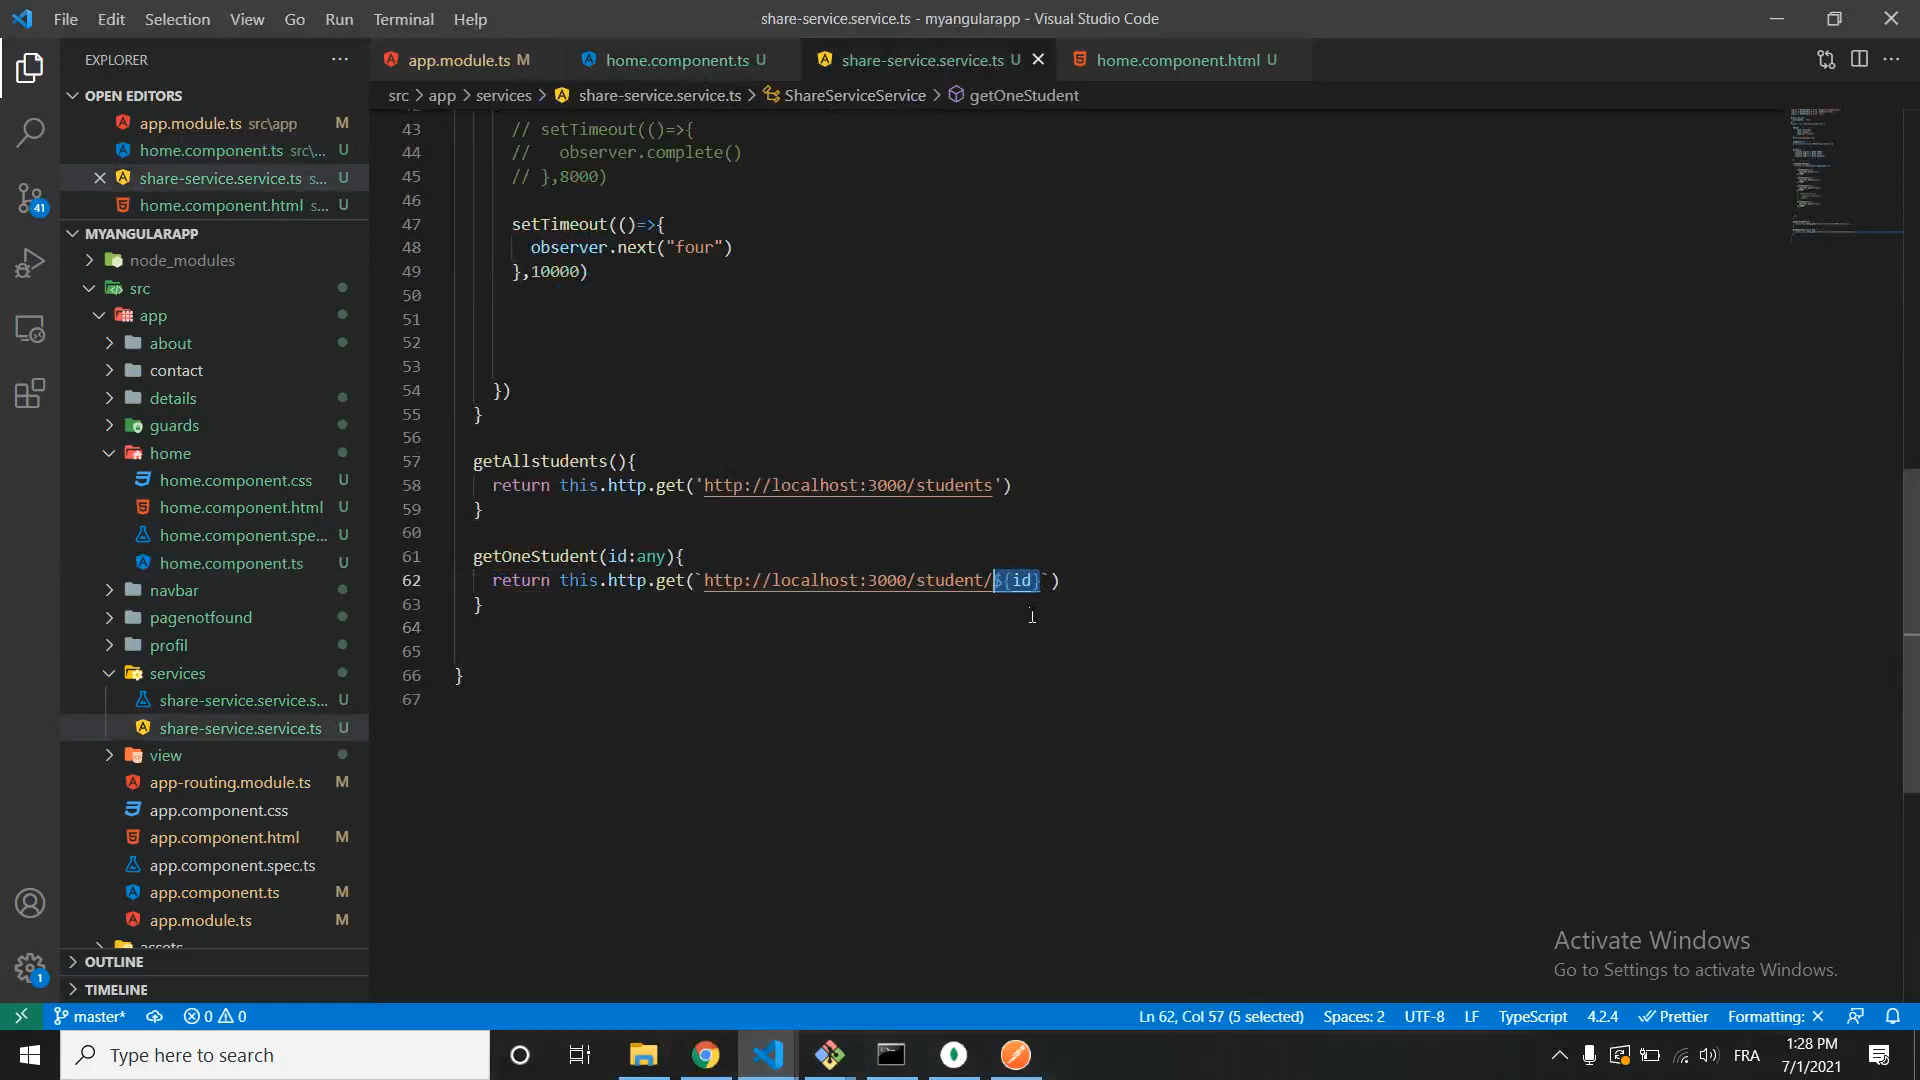 File Edit Selection View Go Run Terminal Help
share-service.service.ts - myangularapp - Visual Studio Code
EXPLORER
OPEN EDITORS
app.module.ts src\app M
home.component.ts src\... U
share-service.service.ts s... U
home.component.html s... U
MYANGULARAPP
node_modules
src
app
about
contact
details
guards
home
home.component.css U
home.component.html U
home.component.spe... U
home.component.ts U
navbar
pagenotfound
profil
services
share-service.service.s... U
share-service.service.ts U
view
app-routing.module.ts M
app.component.css
app.component.html M
app.component.spec.ts
app.component.ts M
app.module.ts M
assets
OUTLINE
TIMELINE
41
1
app.module.ts M
home.component.ts U
share-service.service.ts U
home.component.html U
src > app > services > share-service.service.ts > ShareServiceService > getOneStudent
43 // setTimeout(()=>{
44 // observer.complete()
45 // },8000)
46
47 setTimeout(()=>{
48 observer.next("four")
49 },10000)
50
51
52
53
54 })
55 }
56
57 getAllstudents(){
58 return this.http.get('http://localhost:3000/students')
59 }
60
61 getOneStudent(id:any){
62 return this.http.get(`http://localhost:3000/student/${id}`)
63 }
64
65
66 }
67
Activate Windows
Go to Settings to activate Windows.
master* 0 0
Ln 62, Col 57 (5 selected) Spaces: 2 UTF-8 LF TypeScript 4.2.4 Prettier Formatting: ×
Type here to search
FRA
1:28 PM
7/1/2021